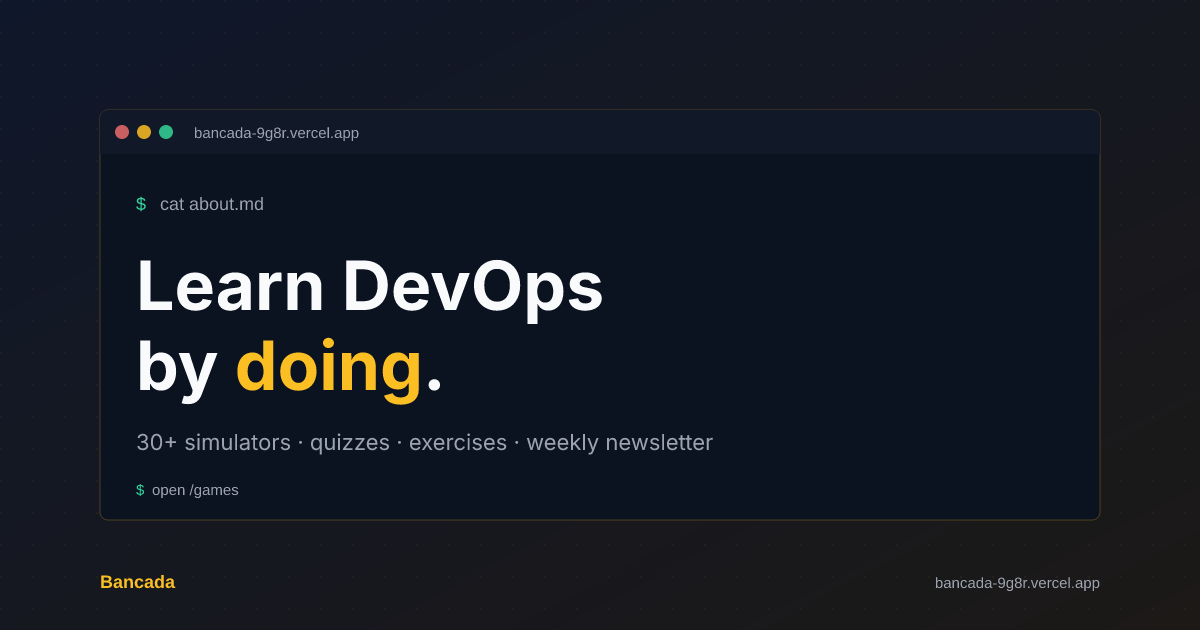 bancada-9g8r.vercel.app
$ cat about.md
Learn DevOps
by doing.
30+ simulators · quizzes · exercises · weekly newsletter
$ open /games
Bancada
bancada-9g8r.vercel.app